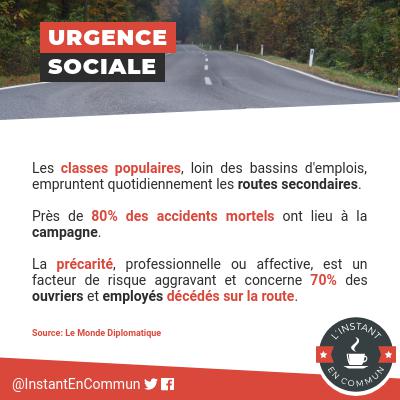 URGENCE
SOCIALE
Les classes populaires, loin des bassins d'emplois,
empruntent quotidiennement les routes secondaires.
Près de 80% des accidents mortels ont lieu à la
campagne.
La précarité, professionnelle ou affective, est un
facteur de risque aggravant et concerne 70% des
ouvriers et employés décédés sur la route.
Source: Le Monde Diplomatique
L'INSTANT
EN COMMUN
@InstantEnCommun